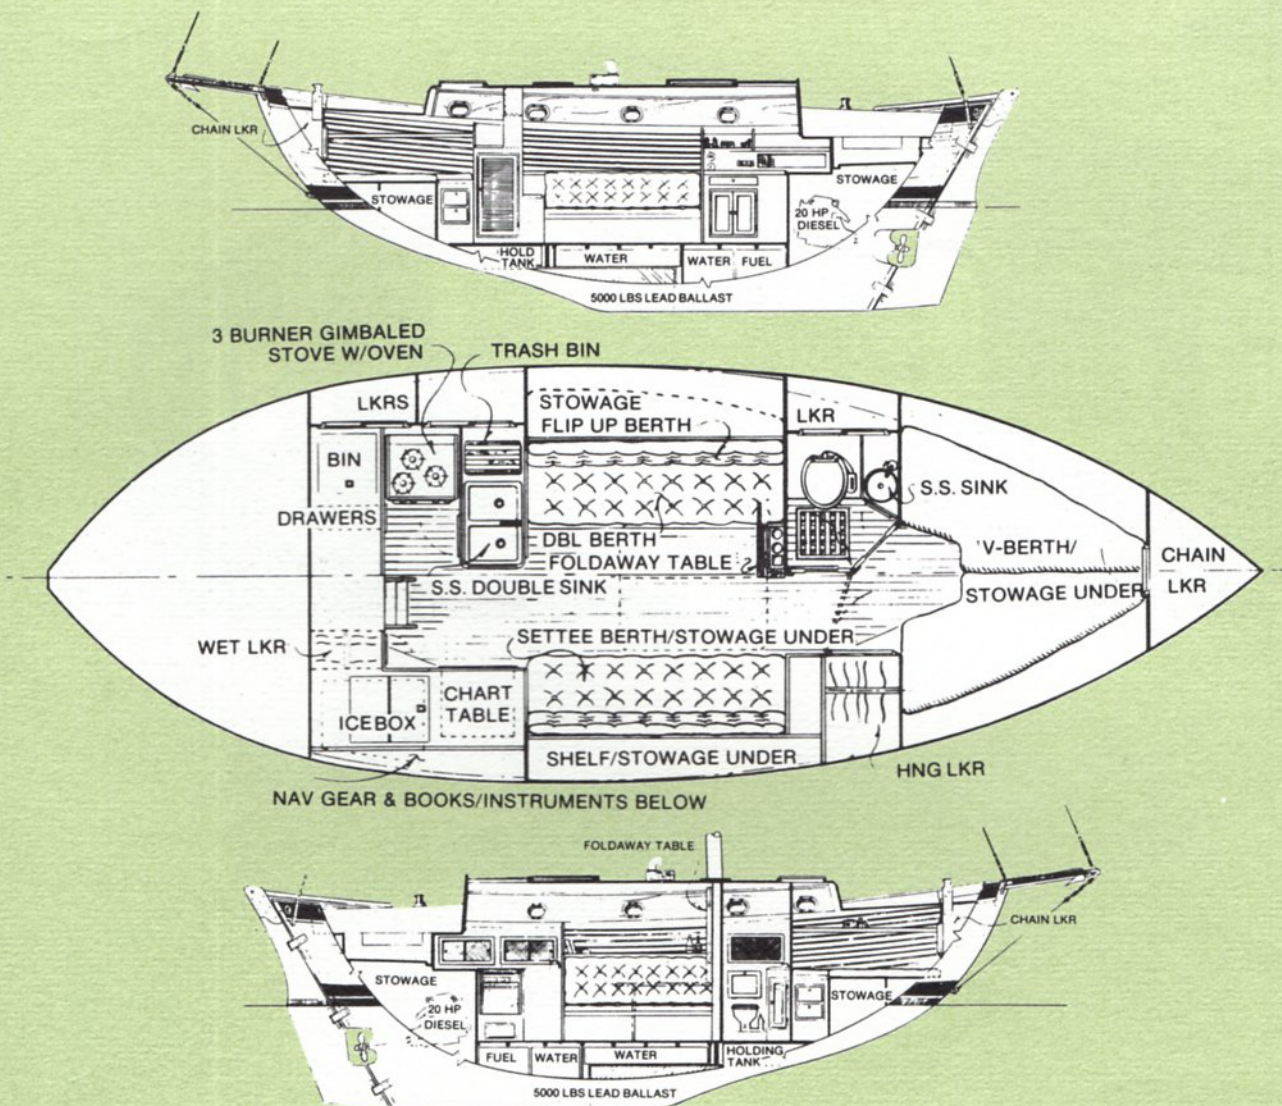 CHAIN LKR
STOWAGE
STOWAGE
20 HP
DIESEL
HOLD
TANK
WATER
WATER
FUEL
5000 LBS LEAD BALLAST
3 BURNER GIMBALED
STOVE W/OVEN
TRASH BIN
LKRS
STOWAGE
FLIP UP BERTH
LKR
BIN
S.S. SINK
DRAWERS
DBL BERTH
FOLDAWAY TABLE
V-BERTH/
STOWAGE UNDER
CHAIN
LKR
S.S. DOUBLE SINK
WET LKR
SETTEE BERTH/STOWAGE UNDER
CHART
TABLE
ICEBOX
SHELF/STOWAGE UNDER
HNG LKR
NAV GEAR & BOOKS/INSTRUMENTS BELOW
FOLDAWAY TABLE
CHAIN LKR
STOWAGE
20 HP
DIESEL
STOWAGE
FUEL
WATER
WATER
HOLDING
TANK
5000 LBS LEAD BALLAST